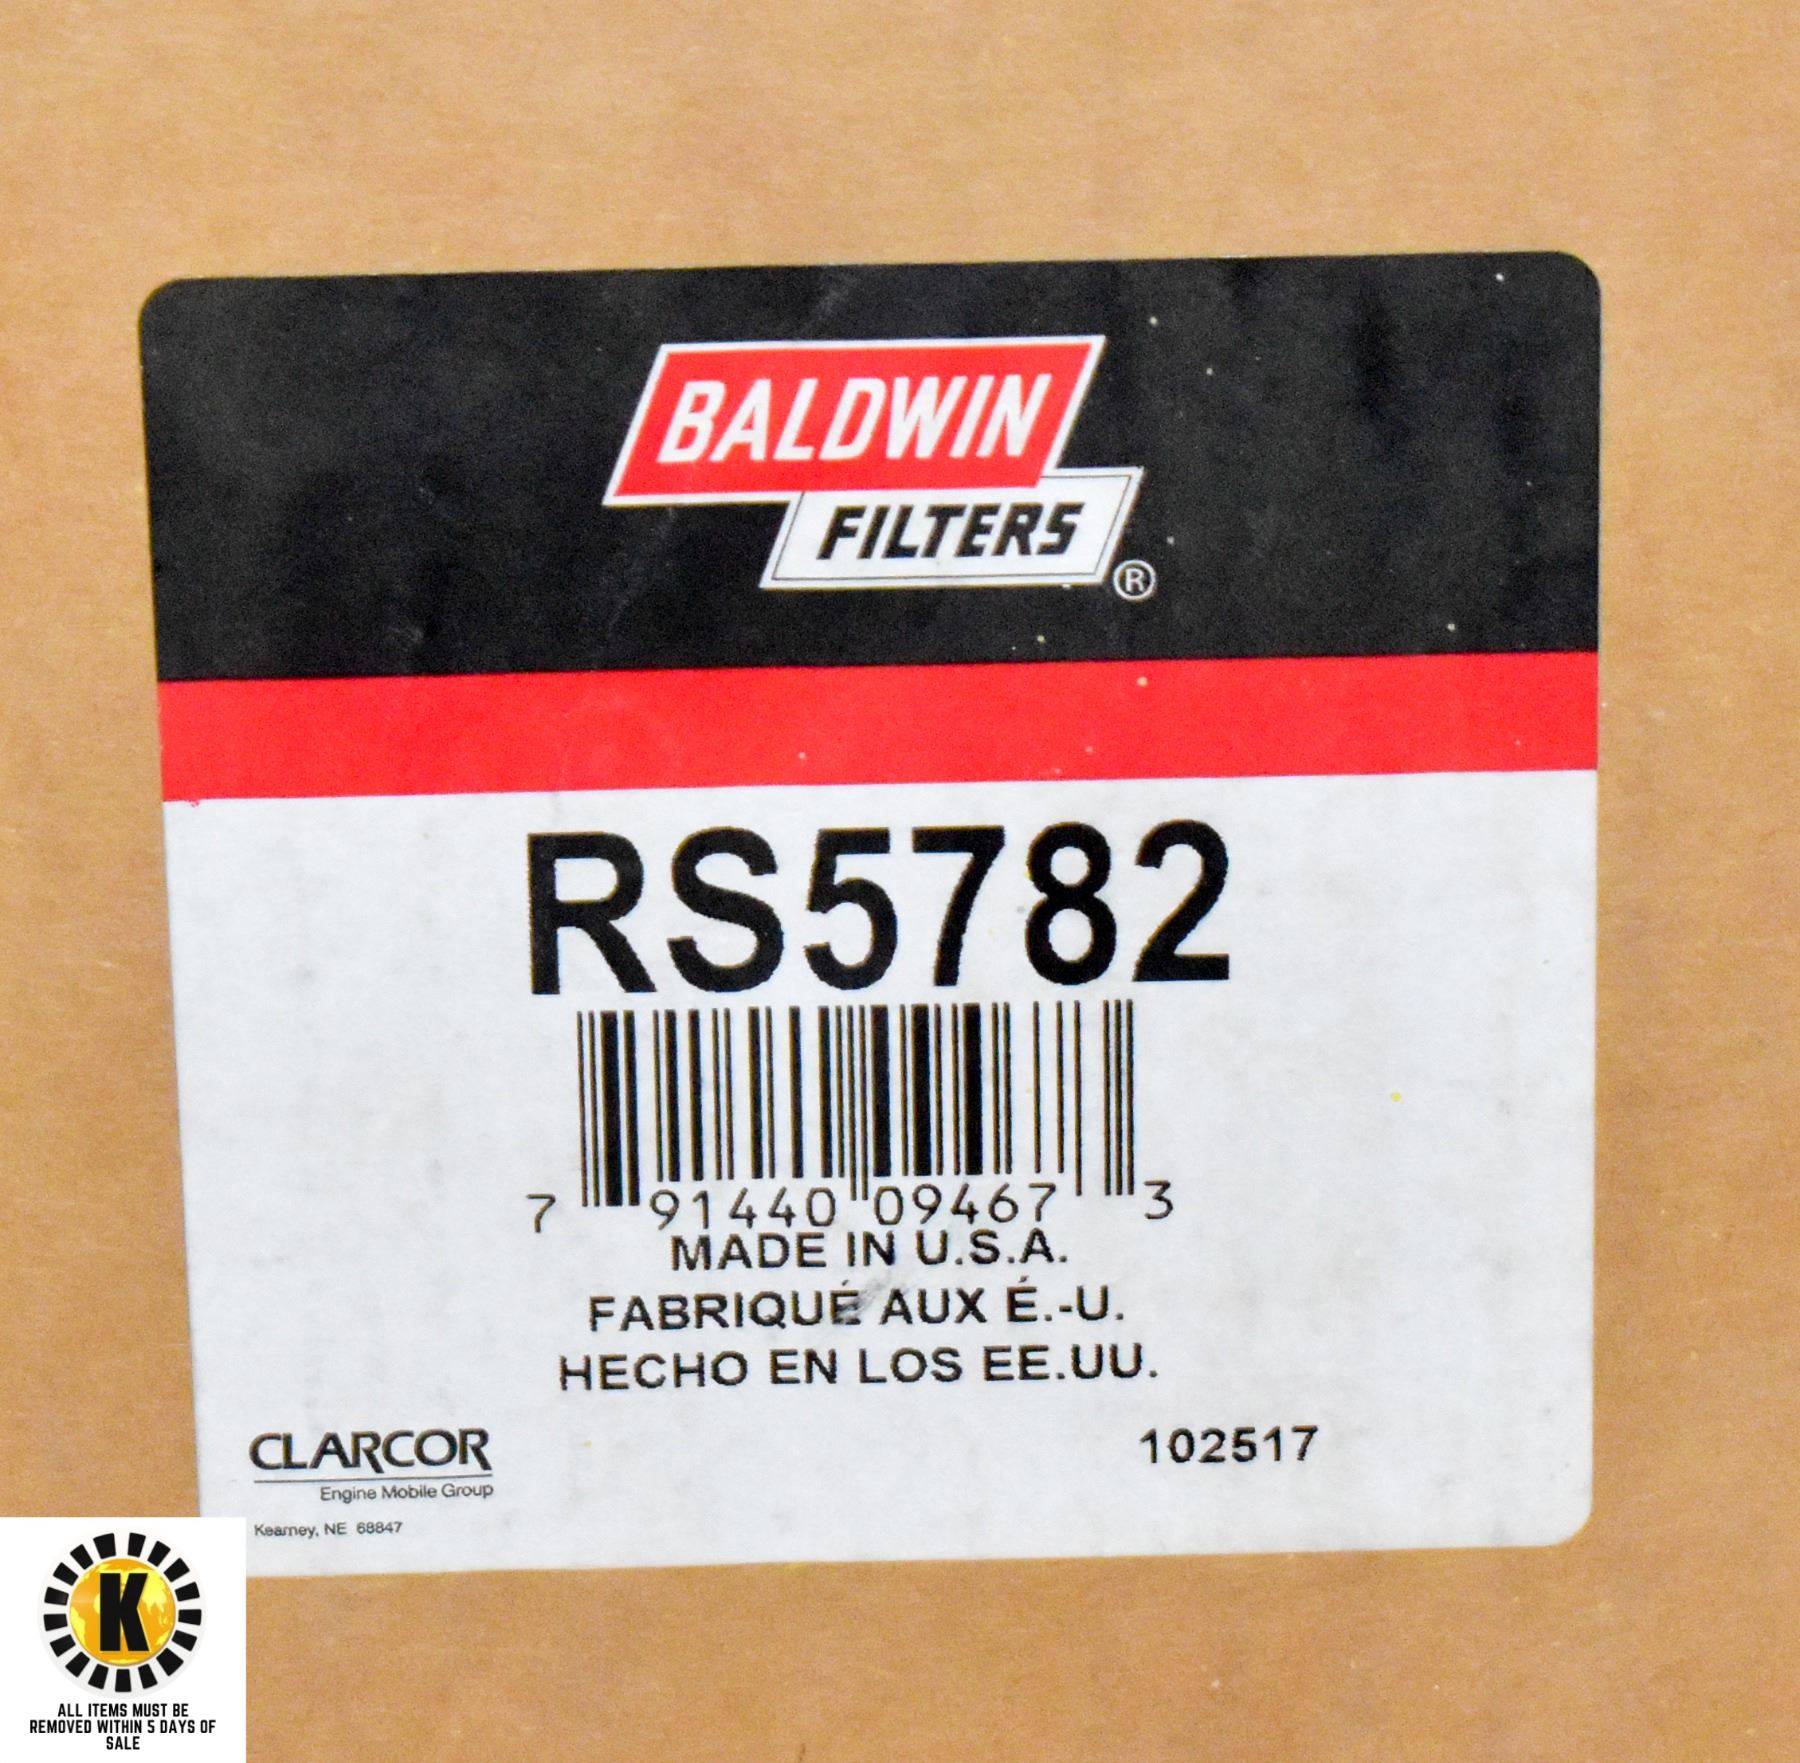 BALDWIN
FILTERS®
RS5782
7 91440 09467 3
MADE IN U.S.A.
FABRIQUÉ AUX É.-U.
HECHO EN LOS EE.UU.
CLARCOR
Engine Mobile Group
Kearney, NE 68847
102517
K
ALL ITEMS MUST BE
REMOVED WITHIN 5 DAYS OF
SALE